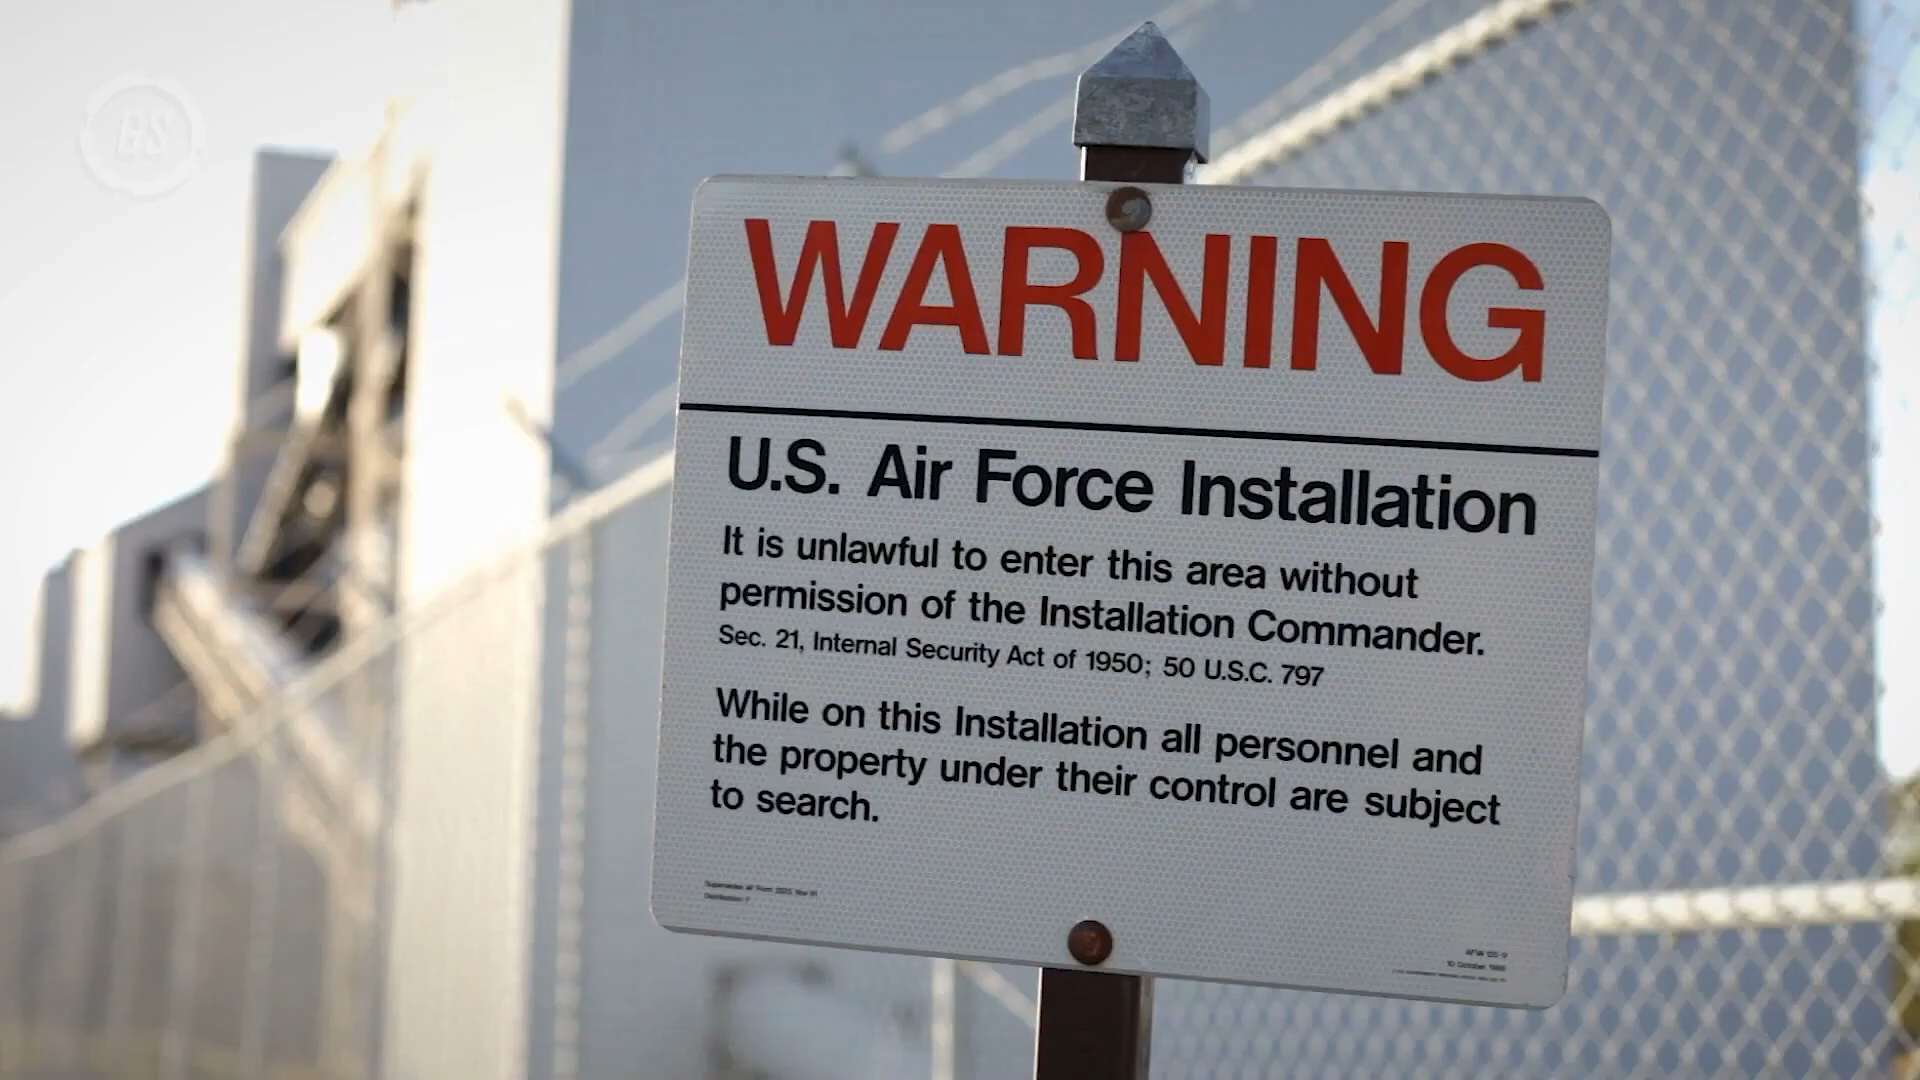 GS
WARNING
U.S. Air Force Installation
It is unlawful to enter this area without
permission of the Installation Commander.
Sec. 21, Internal Security Act of 1950; 50 U.S.C. 797
While on this Installation all personnel and
the property under their control are subject
to search.